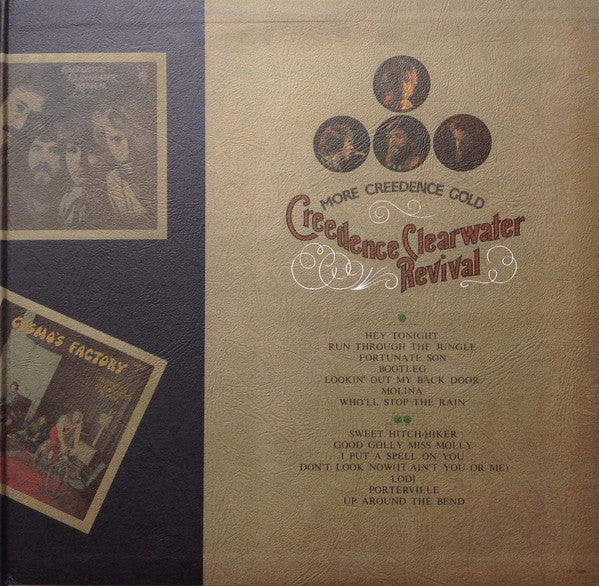 MORE CREEDENCE GOLD
Creedence Clearwater
Revival
HEY TONIGHT
RUN THROUGH THE JUNGLE
FORTUNATE SON
BOOTLEG
LOOKIN' OUT MY BACK DOOR
MOLINA
WHO'LL STOP THE RAIN
SWEET HITCH-HIKER
GOOD GOLLY MISS MOLLY
I PUT A SPELL ON YOU
DON'T LOOK NOW(IT AIN'T YOU OR ME)
LODI
PORTERVILLE
UP AROUND THE BEND
COSMO'S FACTORY